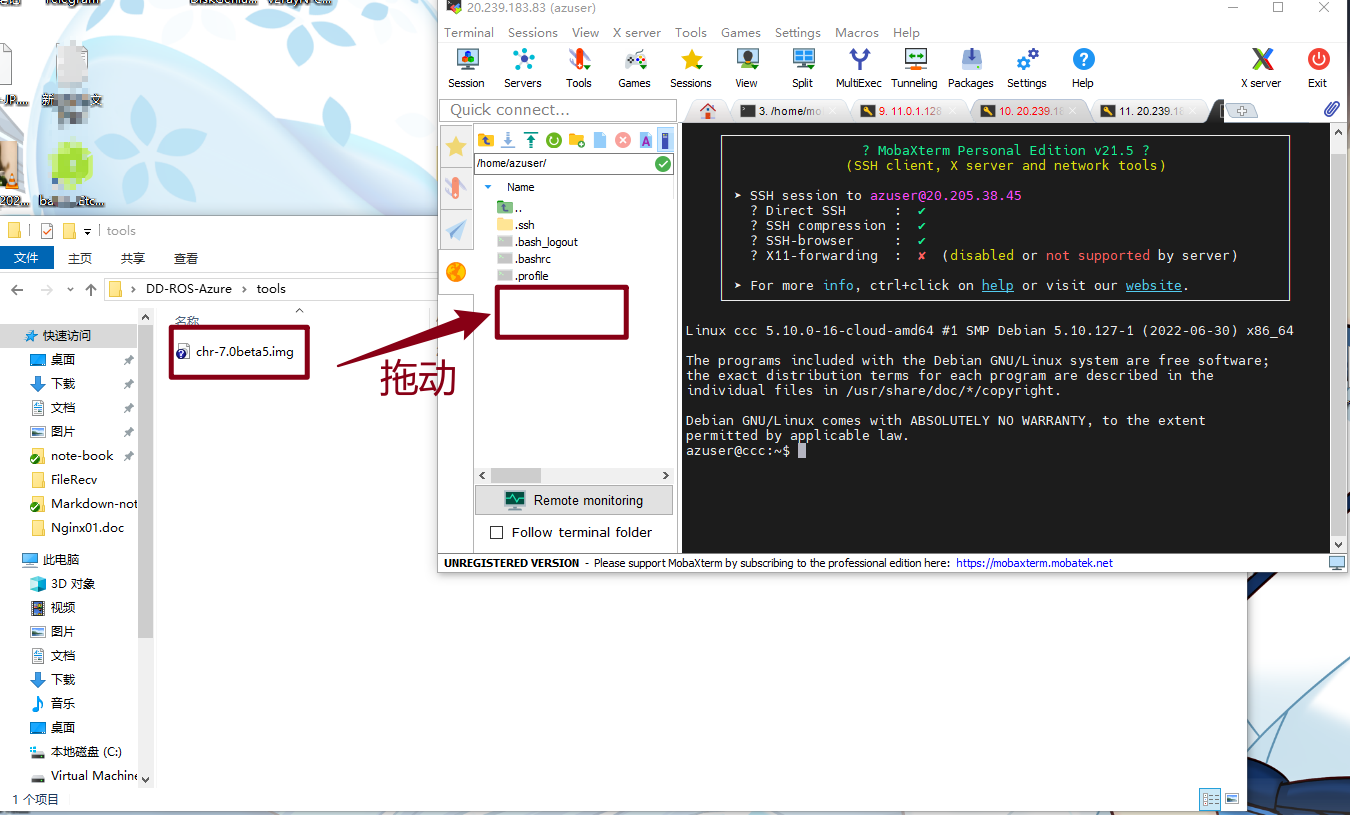 Telegram
新
文
20.239.183.83 (azuser)
Terminal Sessions View X server Tools Games Settings Macros Help
Session Servers Tools Games Sessions View Split MultiExec Tunneling Packages Settings Help X server Exit
Quick connect...
3. /home/mo
9. 11.0.1.128
10. 20.239.18
11. 20.239.18
/home/azuser/
Name
..
.ssh
.bash_logout
.bashrc
.profile
Remote monitoring
Follow terminal folder
? MobaXterm Personal Edition v21.5 ?
(SSH client, X server and network tools)
➤ SSH session to azuser@20.205.38.45
? Direct SSH : ✔
? SSH compression : ✔
? SSH-browser : ✔
? X11-forwarding : ✘ (disabled or not supported by server)
➤ For more info, ctrl+click on help or visit our website.
Linux ccc 5.10.0-16-cloud-amd64 #1 SMP Debian 5.10.127-1 (2022-06-30) x86_64
The programs included with the Debian GNU/Linux system are free software;
the exact distribution terms for each program are described in the
individual files in /usr/share/doc/*/copyright.
Debian GNU/Linux comes with ABSOLUTELY NO WARRANTY, to the extent
permitted by applicable law.
azuser@ccc:~$
UNREGISTERED VERSION - Please support MobaXterm by subscribing to the professional edition here: https://mobaxterm.mobatek.net
tools
文件 主页 共享 查看
DD-ROS-Azure › tools
名称
chr-7.0beta5.img
拖动
快速访问
桌面
下载
文档
图片
note-book
FileRecv
Markdown-not
Nginx01.doc
此电脑
3D 对象
视频
图片
文档
下载
音乐
桌面
本地磁盘 (C:)
Virtual Machine
1 个项目